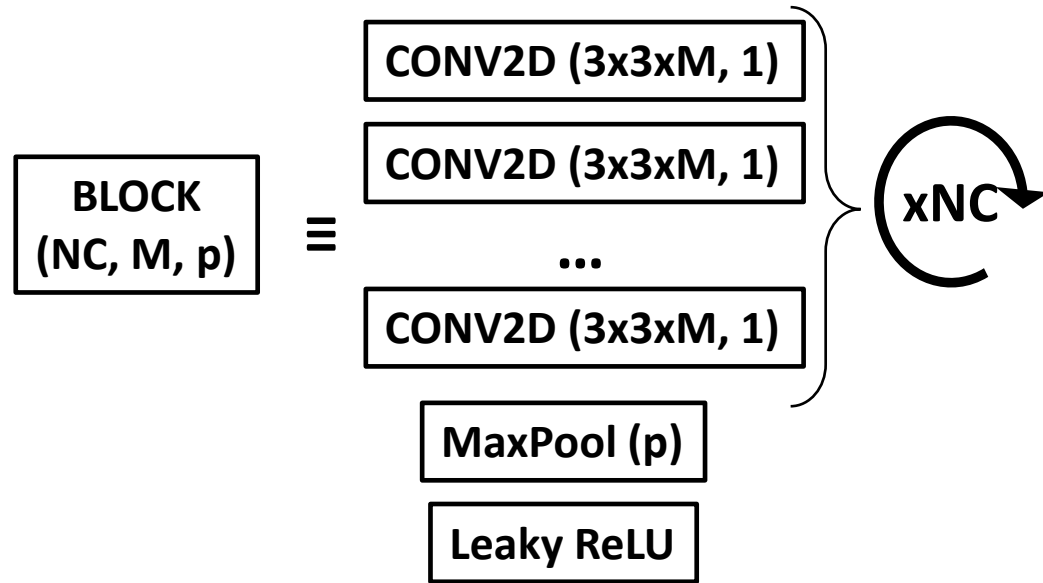 CONV2D (3x3xM, 1)
CONV2D (3x3xM, 1)
BLOCK
(NC, M, p)
≡
xNC
...
CONV2D (3x3xM, 1)
MaxPool (p)
Leaky ReLU